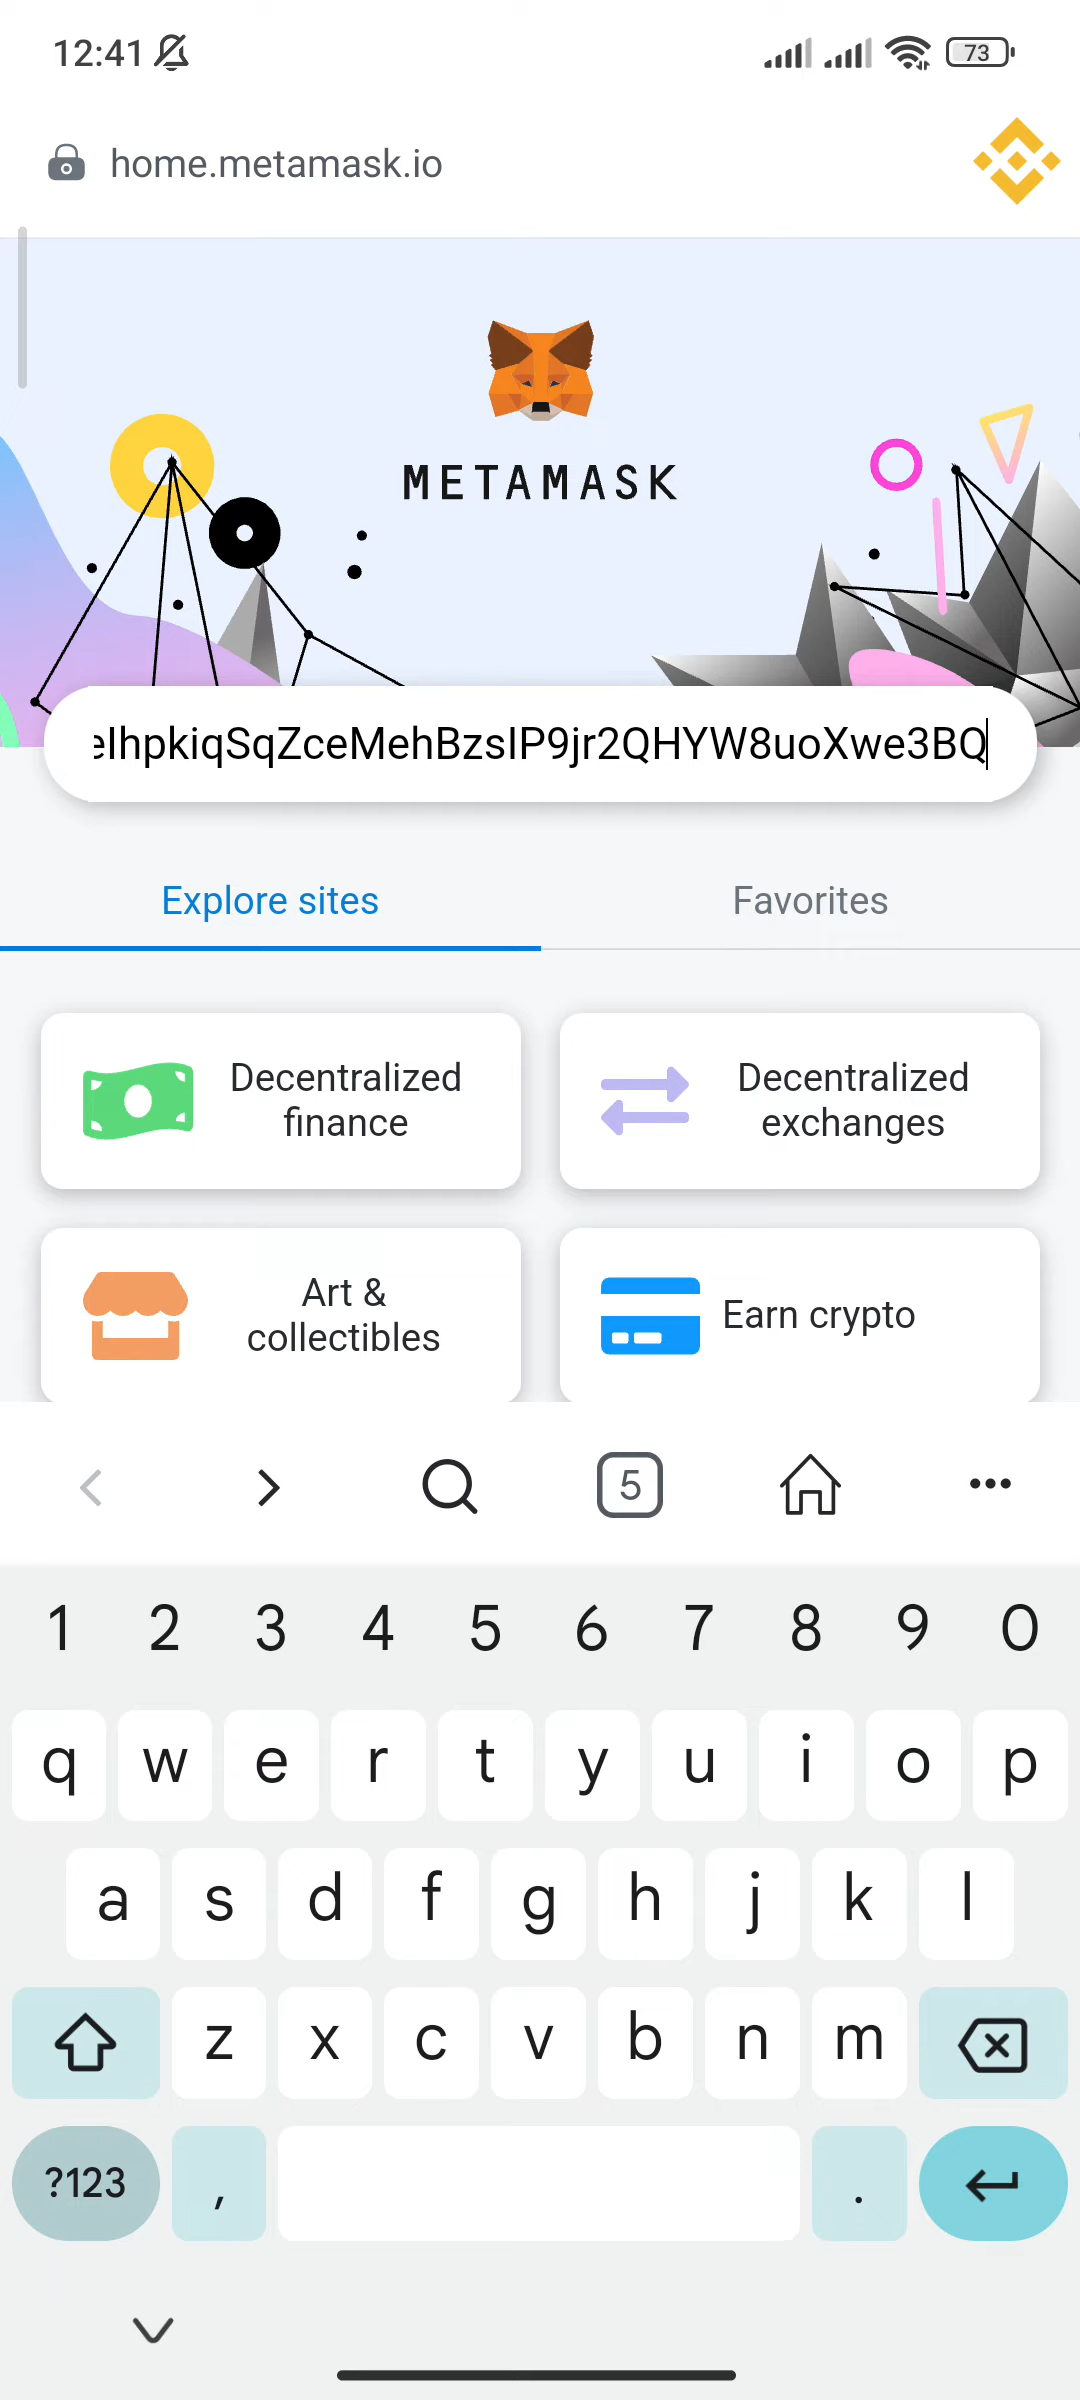 12:41
73
home.metamask.io
METAMASK
eIhpkiqSqZceMehBzsIP9jr2QHYW8uoXwe3BQ
Explore sites
Favorites
Decentralized
finance
Decentralized
exchanges
Art &
collectibles
Earn crypto
5
1 2 3 4 5 6 7 8 9 0
q w e r t y u i o p
a s d f g h j k l
z x c v b n m
?123 , .